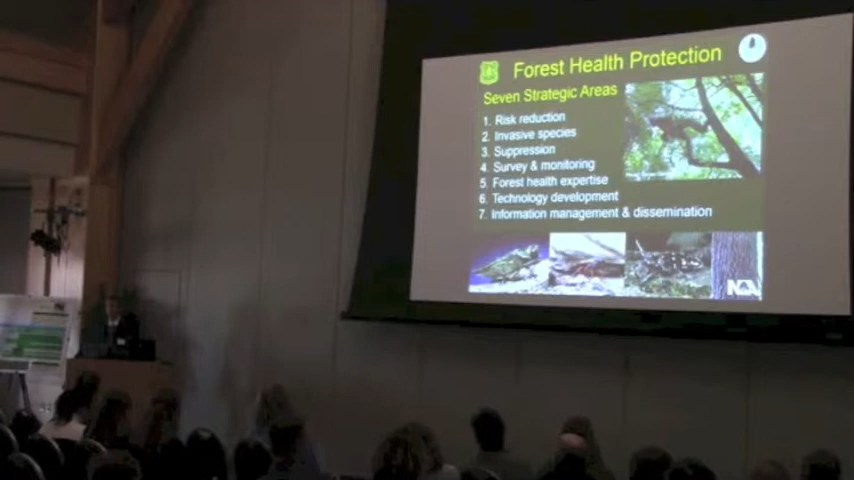 Forest Health Protection
Seven Strategic Areas
1. Risk reduction
2. Invasive species
3. Suppression
4. Survey & monitoring
5. Forest health expertise
6. Technology development
7. Information management & dissemination